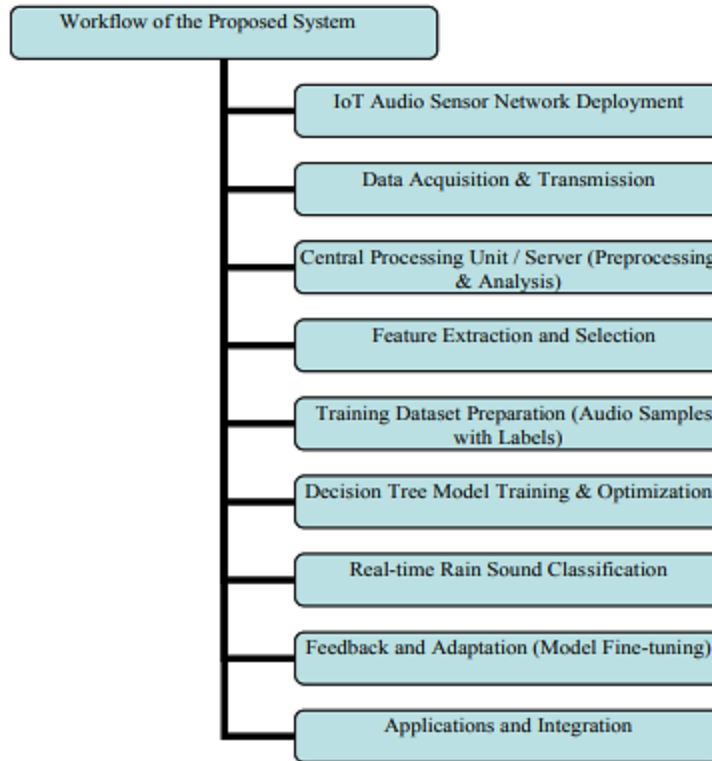 Workflow of the Proposed System
IoT Audio Sensor Network Deployment
Data Acquisition & Transmission
Central Processing Unit / Server (Preprocessing
& Analysis)
Feature Extraction and Selection
Training Dataset Preparation (Audio Samples
with Labels)
Decision Tree Model Training & Optimization
Real-time Rain Sound Classification
Feedback and Adaptation (Model Fine-tuning)
Applications and Integration